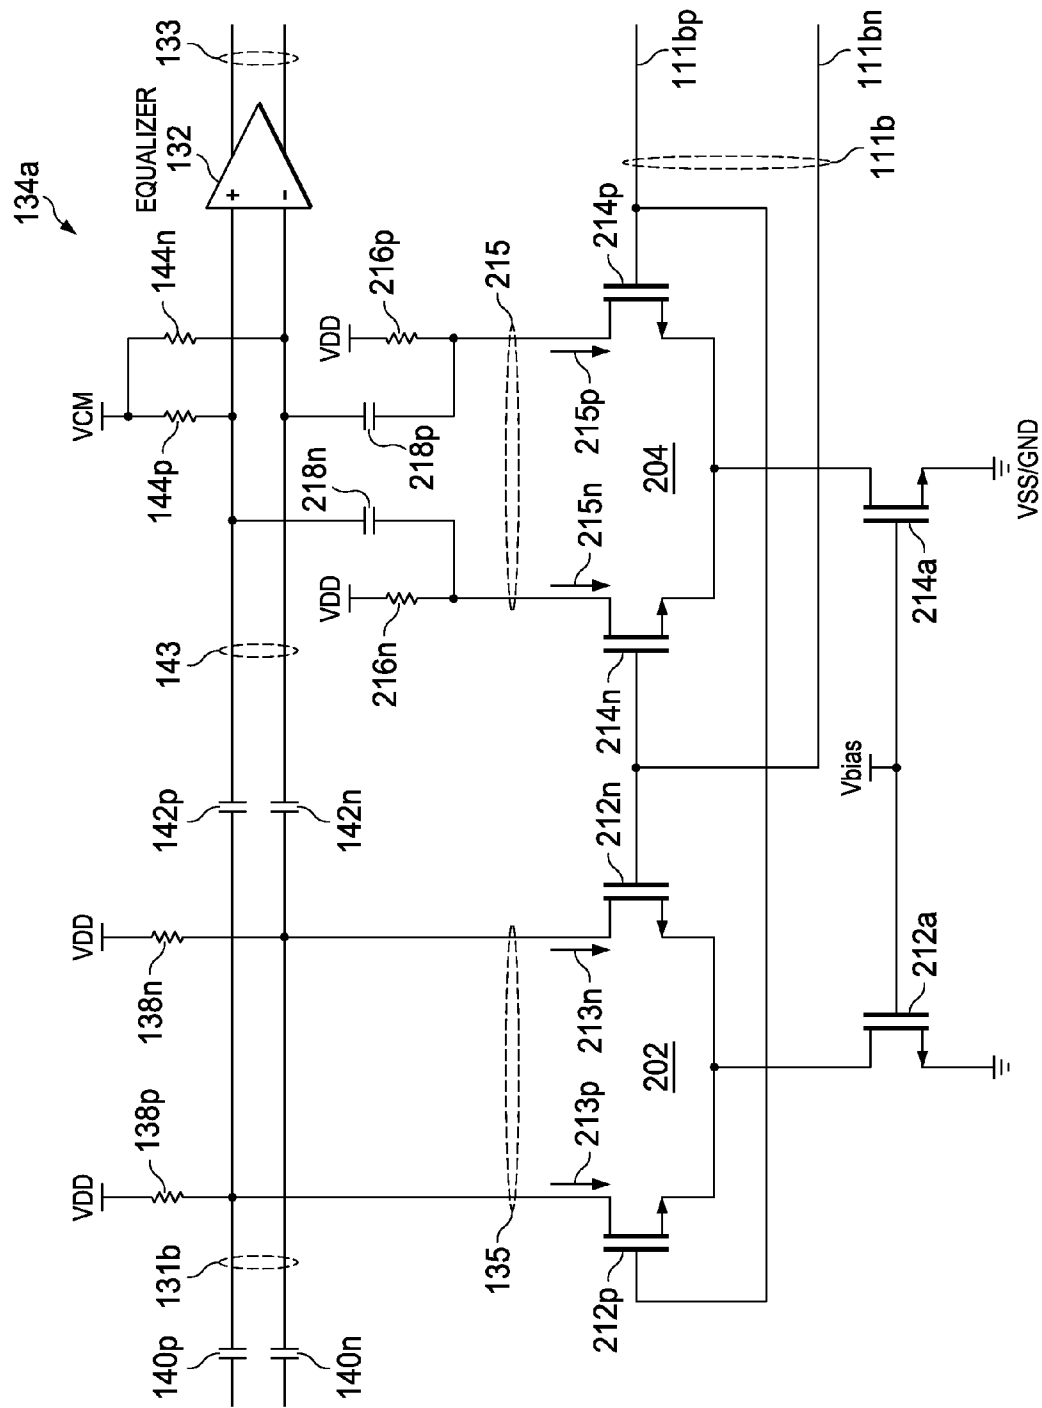 134a
EQUALIZER
132
133
VCM
144n
144p
VDD
216p
218p
218n
VDD
216n
143
142p
142n
VDD
138n
VDD
138p
131b
140p
140n
215
215p
215n
204
214p
214n
111bp
111bn
111b
135
213n
213p
202
212n
212p
Vbias
214a
212a
VSS/GND
+
-